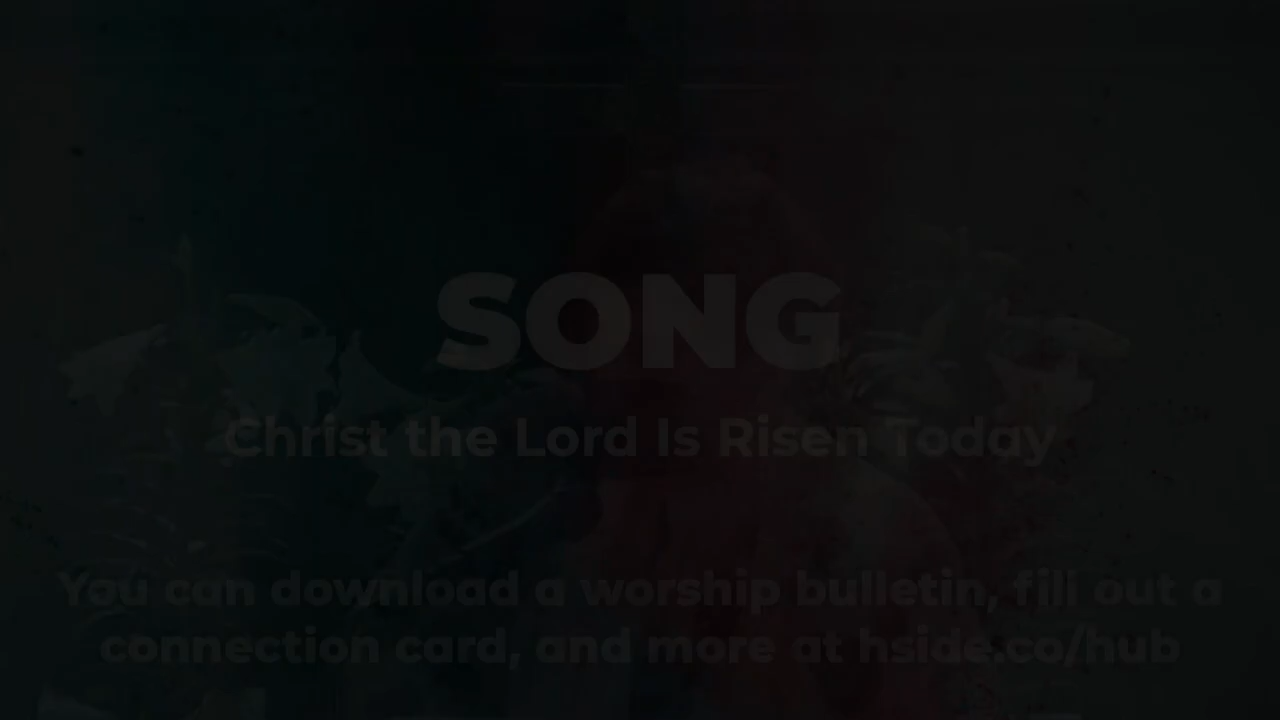 SONG
Christ the Lord Is Risen Today
You can download a worship bulletin, fill out a
connection card, and more at hside.co/hub